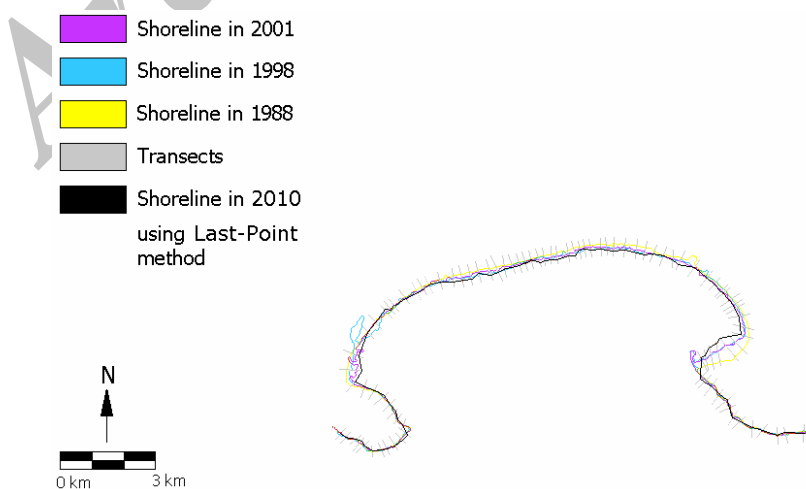 Shoreline in 2001
Shoreline in 1998
Shoreline in 1988
Transects
Shoreline in 2010
using Last-Point
method
N
0 km 3 km